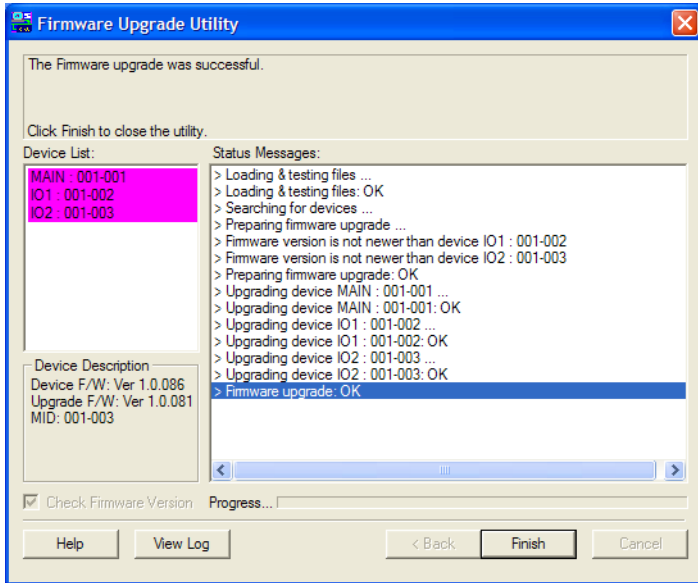 Firmware Upgrade Utility
The Firmware upgrade was successful.
Click Finish to close the utility.
Device List:
MAIN : 001-001
IO1 : 001-002
IO2 : 001-003
Status Messages:
> Loading & testing files ...
> Loading & testing files: OK
> Searching for devices ...
> Preparing firmware upgrade ...
> Firmware version is not newer than device IO1 : 001-002
> Firmware version is not newer than device IO2 : 001-003
> Preparing firmware upgrade: OK
> Upgrading device MAIN : 001-001 ...
> Upgrading device MAIN : 001-001: OK
> Upgrading device IO1 : 001-002 ...
> Upgrading device IO1 : 001-002: OK
> Upgrading device IO2 : 001-003 ...
> Upgrading device IO2 : 001-003: OK
> Firmware upgrade: OK
Device Description
Device F/W: Ver 1.0.086
Upgrade F/W: Ver 1.0.081
MID: 001-003
Check Firmware Version
Progress...
Help
View Log
< Back
Finish
Cancel